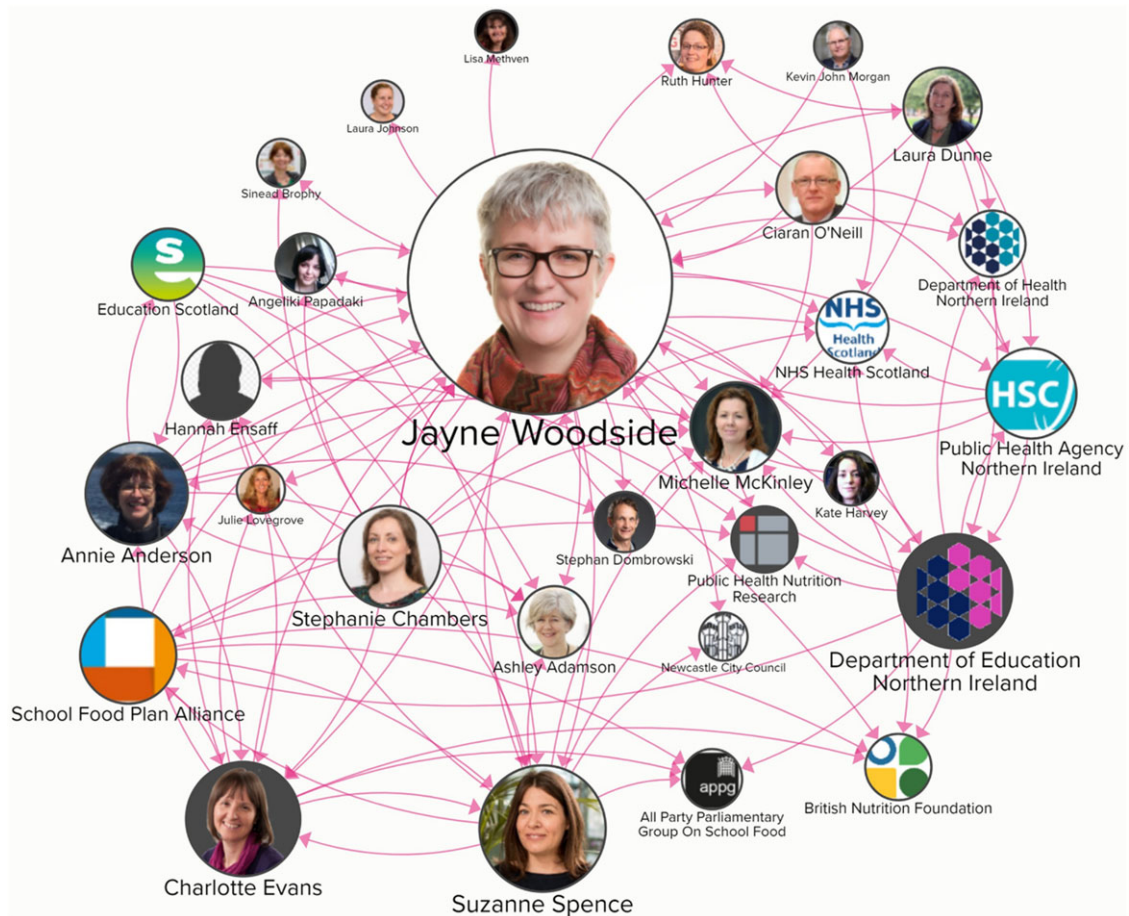 Lisa Methven
Ruth Hunter
Kevin John Morgan
Laura Johnson
Laura Dunne
Sinead Brophy
Ciaran O'Neill
S
Education Scotland
Angeliki Papadaki
Department of Health
Northern Ireland
NHS
Health
Scotland
NHS Health Scotland
HSC
Hannah Ensaff
Jayne Woodside
Public Health Agency
Northern Ireland
Michelle McKinley
Kate Harvey
Julie Lovegrove
Annie Anderson
Stephan Dombrowski
Public Health Nutrition
Research
Stephanie Chambers
Ashley Adamson
Newcastle City Council
Department of Education
Northern Ireland
School Food Plan Alliance
appg
All Party Parliamentary
Group On School Food
British Nutrition Foundation
Charlotte Evans
Suzanne Spence